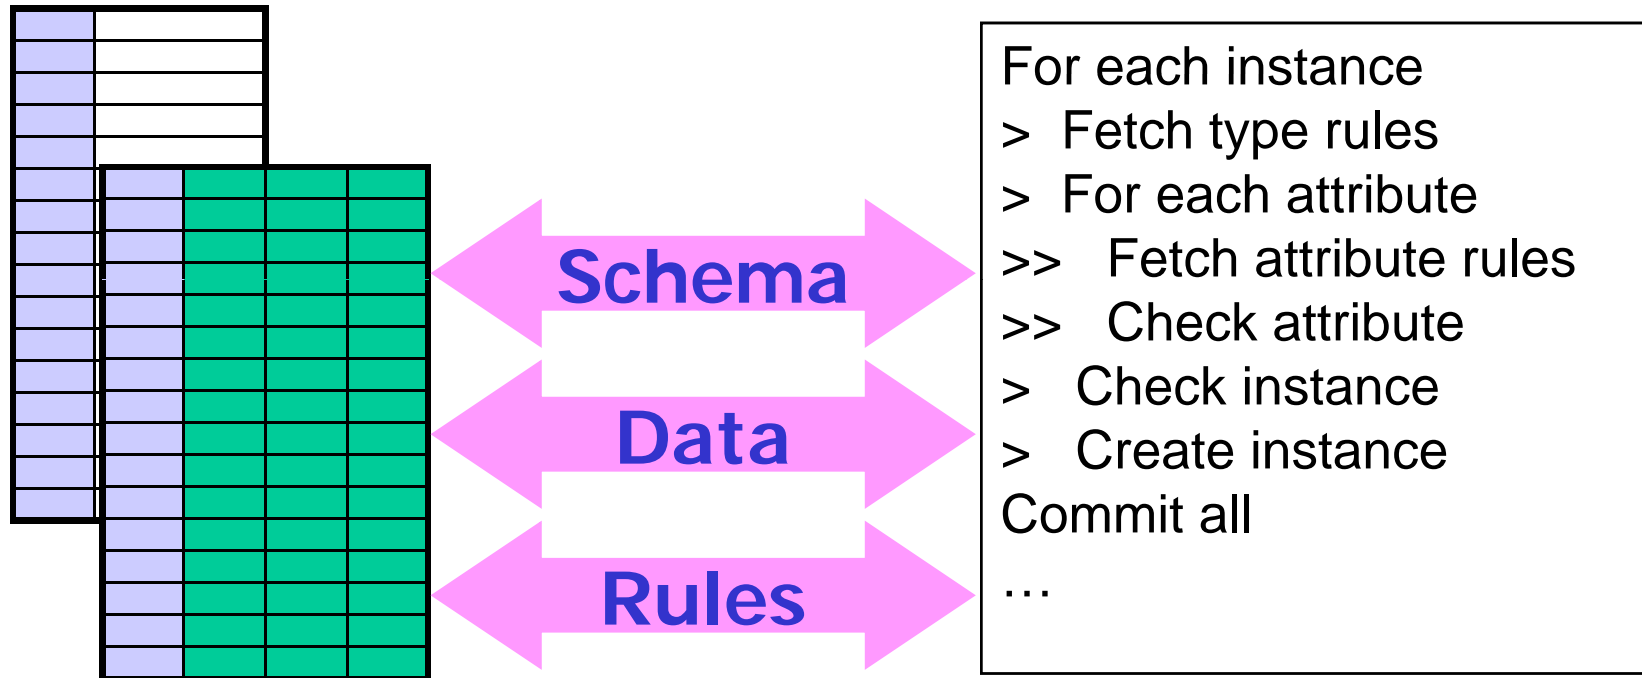 Schema
Data
Rules
For each instance
> Fetch type rules
> For each attribute
>> Fetch attribute rules
>> Check attribute
> Check instance
> Create instance
Commit all
…